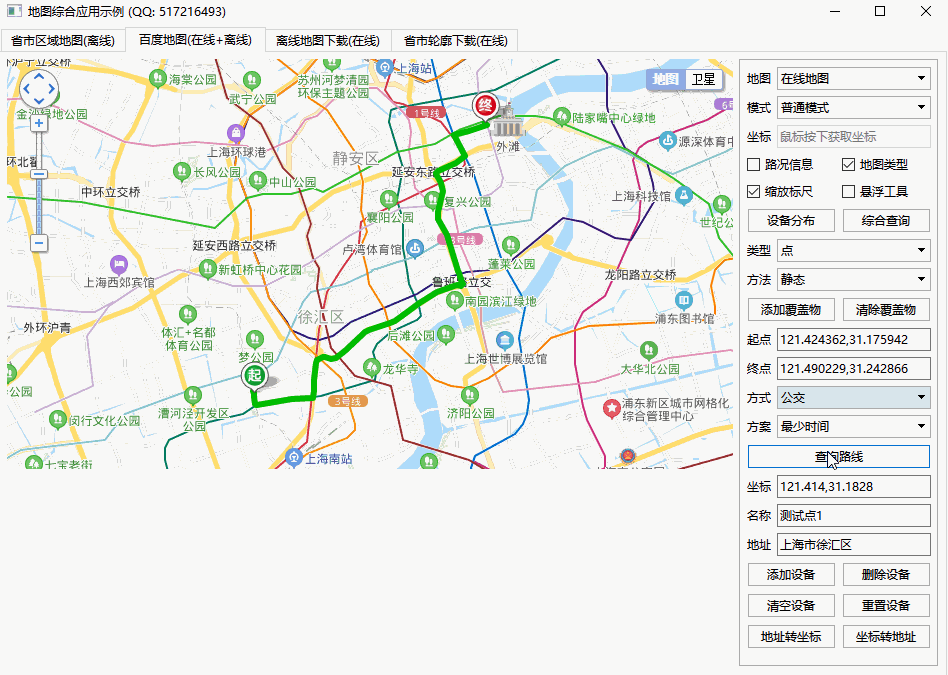 地图综合应用示例 (QQ: 517216493)
省市区域地图(离线)
百度地图(在线+离线)
离线地图下载(在线)
省市轮廓下载(在线)
海棠公园
武宁公园
苏州河梦清园
环保主题公园
上海站
1号线
终
外滩
陆家嘴中心绿地
地图
卫星
源深体育中
上海环球港
静安区
长风公园
中山公园
延安东路立交桥
中环立交桥
襄阳公园
复兴公园
上海科技馆
世纪公
延安西路立交桥
卢湾体育馆
蓬莱公园
新虹桥中心花园
上海西郊宾馆
鲁班路立交
龙阳路立交桥
南园滨江绿地
浦东图书馆
外环沪青
徐汇区
体汇+名都
体育公园
后滩公园
上海世博展览馆
梦公园
起
龙华寺
大华北公园
公园
3号线
漕河泾开发区
公园
闵行文化公园
济阳公园
浦东新区城市网格化
综合管理中心
七宝老街
上海南站
地图
在线地图
模式
普通模式
坐标
鼠标按下获取坐标
路况信息
地图类型
缩放标尺
悬浮工具
设备分布
综合查询
类型
点
方法
静态
添加覆盖物
清除覆盖物
起点
121.424362,31.175942
终点
121.490229,31.242866
方式
公交
方案
最少时间
查询路线
坐标
121.414,31.1828
名称
测试点1
地址
上海市徐汇区
添加设备
删除设备
清空设备
重置设备
地址转坐标
坐标转地址